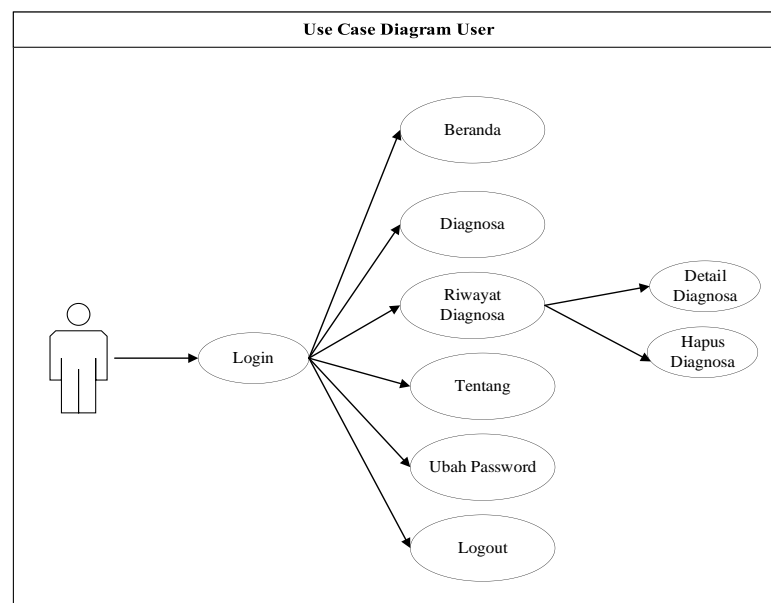 Use Case Diagram User
Beranda
Diagnosa
Riwayat
Diagnosa
Detail
Diagnosa
Hapus
Diagnosa
Login
Tentang
Ubah Password
Logout